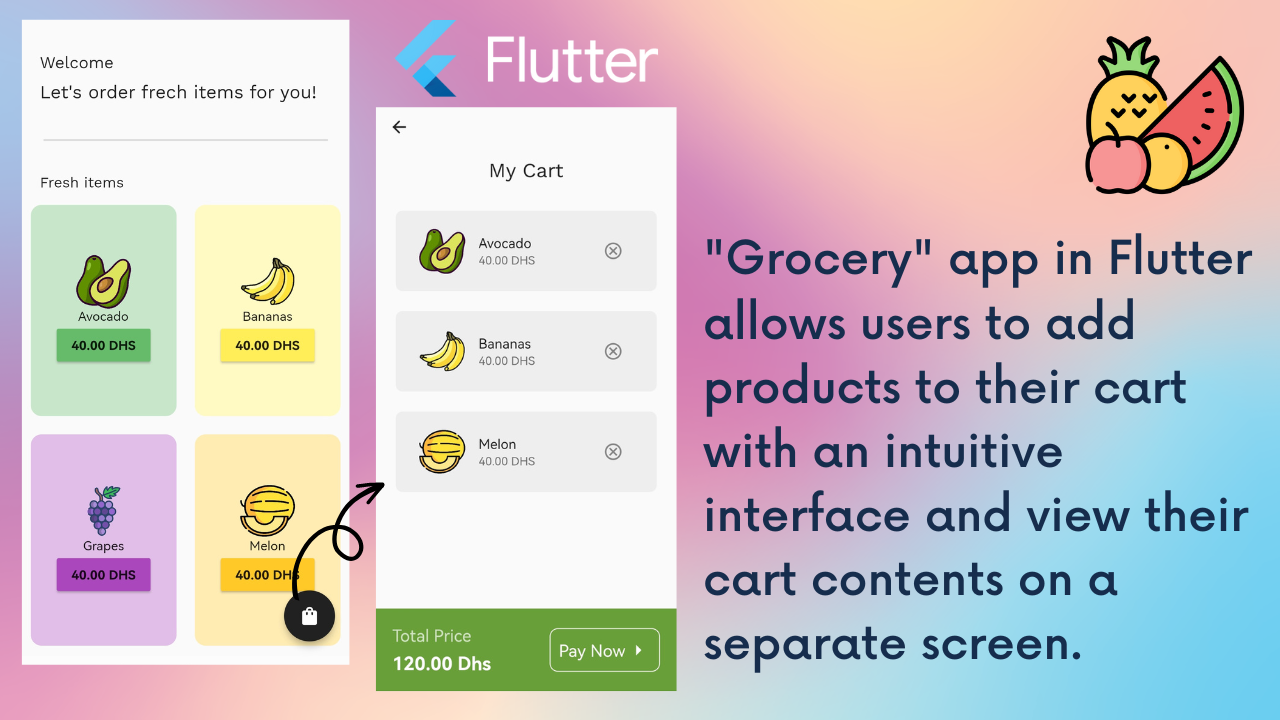 Welcome
Let's order frech items for you!
Fresh items
Avocado
40.00 DHS
Bananas
40.00 DHS
Grapes
40.00 DHS
Melon
40.00 DHS
Flutter
My Cart
Avocado
40.00 DHS
Bananas
40.00 DHS
Melon
40.00 DHS
Total Price
120.00 Dhs
Pay Now
"Grocery" app in Flutter
allows users to add
products to their cart
with an intuitive
interface and view their
cart contents on a
separate screen.